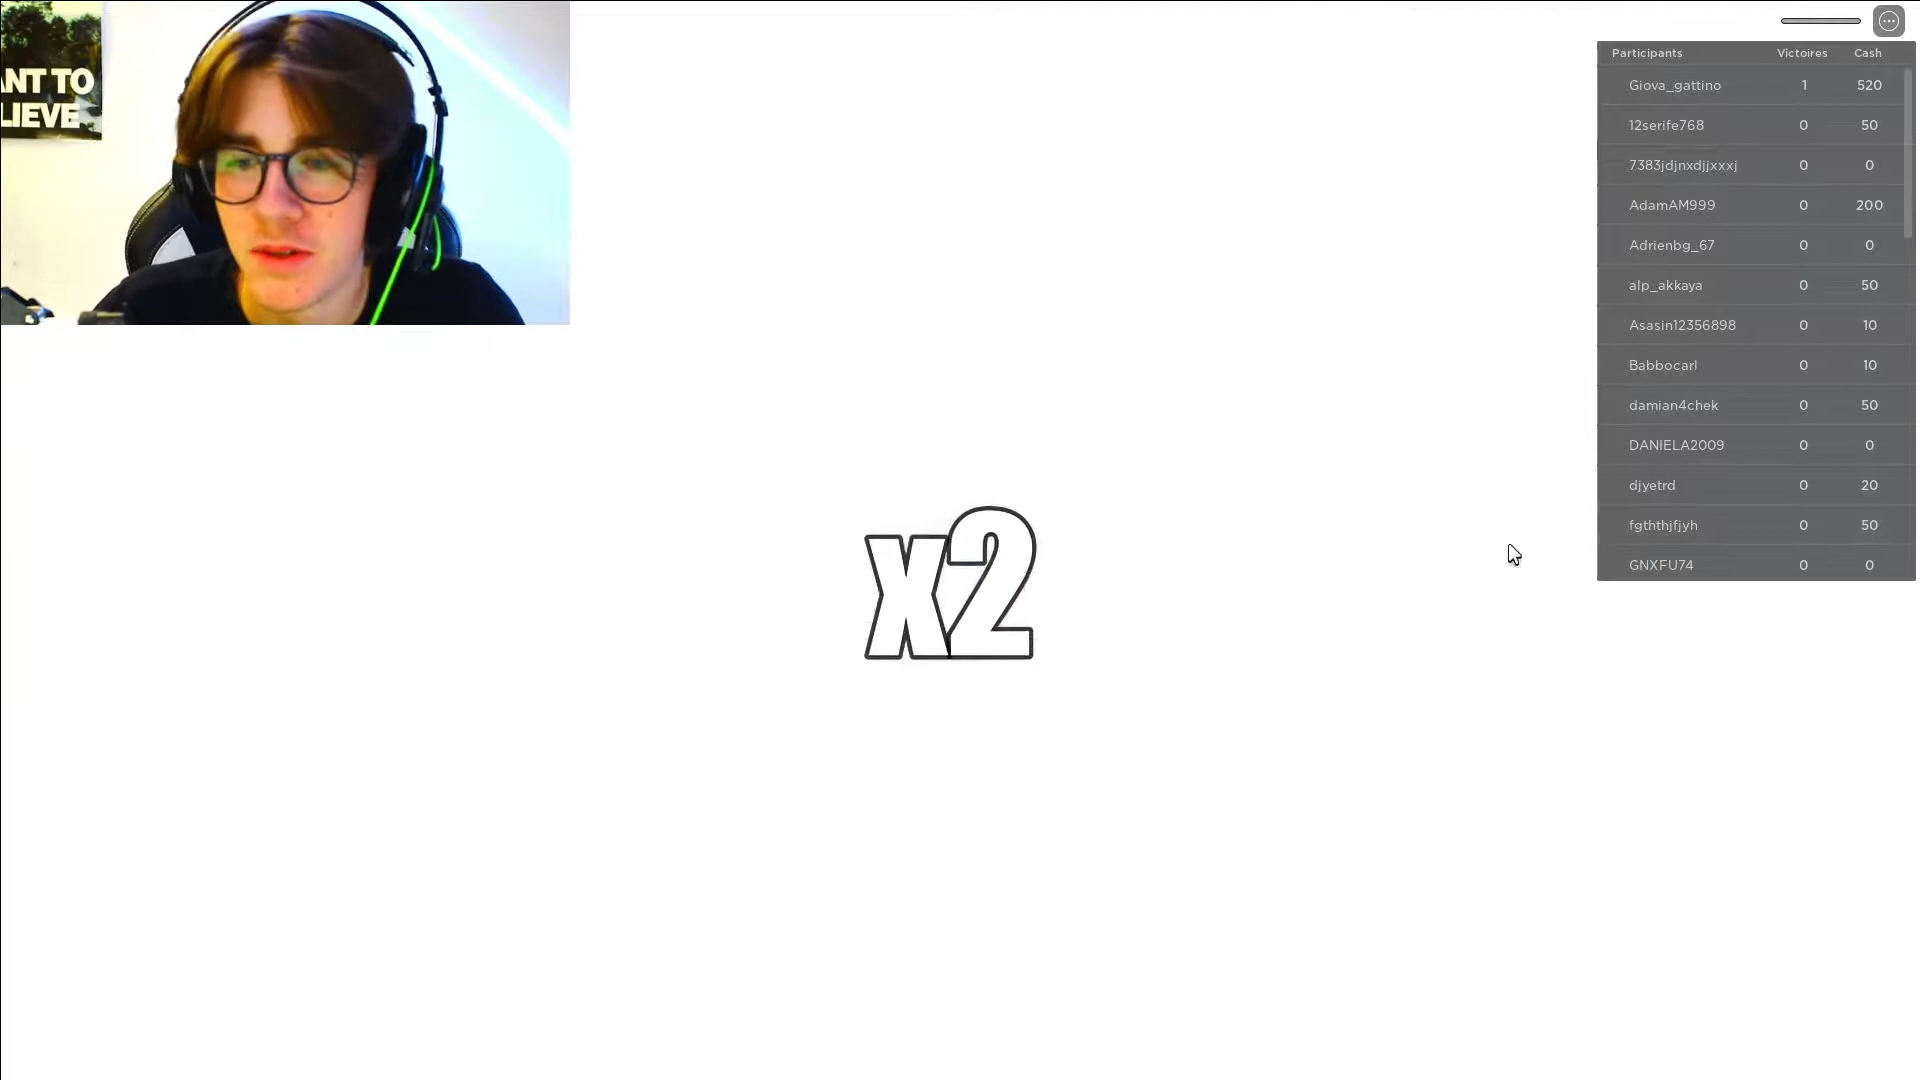 ANT TO
LIEVE
Participants Victoires Cash
Giova_gattino 1 520
12serife768 0 50
7383jdjnxdjjxxxj 0 0
AdamAM999 0 200
Adrienbg_67 0 0
alp_akkaya 0 50
Asasin12356898 0 10
Babbocarl 0 10
damian4chek 0 50
DANIELA2009 0 0
djyetrd 0 20
fgththjfjyh 0 50
GNXFU74 0 0
x2